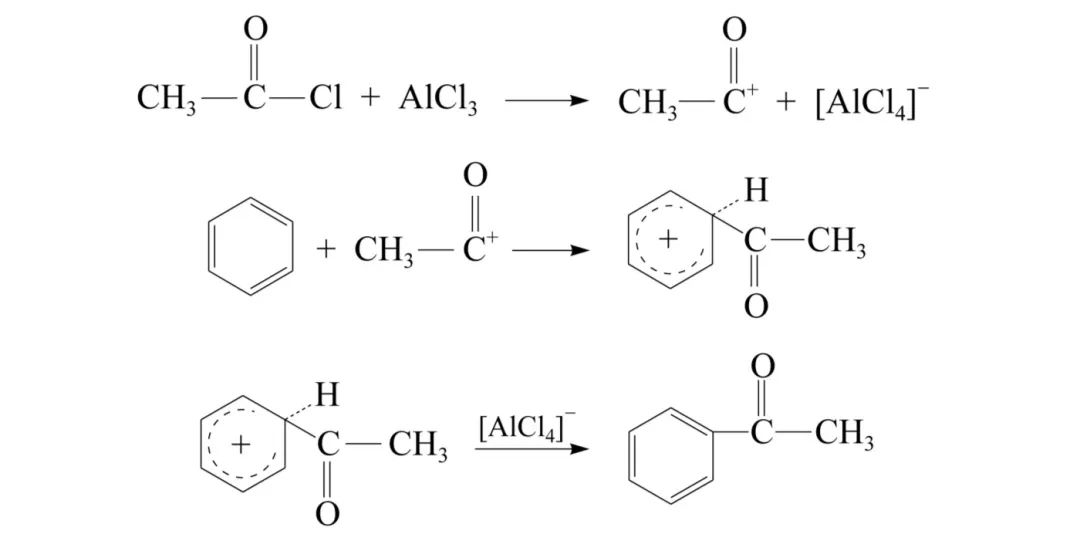 O O
CH₃—C—Cl + AlCl₃ ⟶ CH₃—C⁺ + [AlCl₄]⁻
O H
+ CH₃—C⁺ ⟶ + C—CH₃
O
H O
+ C—CH₃ [AlCl₄]⁻ C—CH₃
O